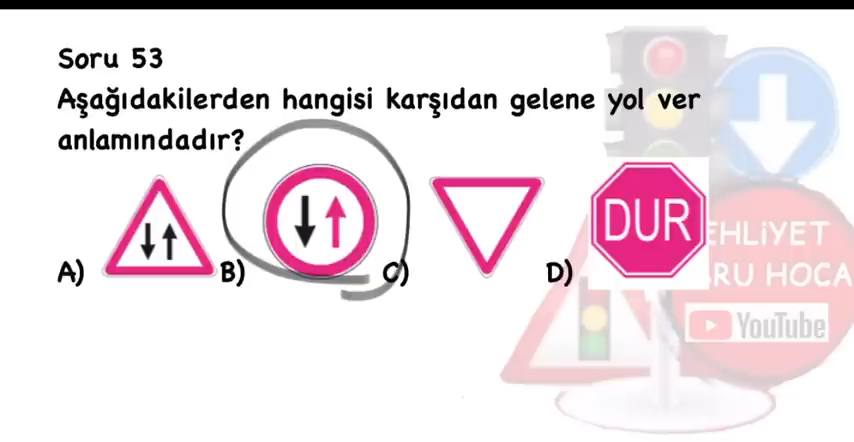 Soru 53
Aşağıdakilerden hangisi karşıdan gelene yol ver
anlamındadır?
A) B) C) D) DUR
EHLİYET
RU HOCA
YouTube